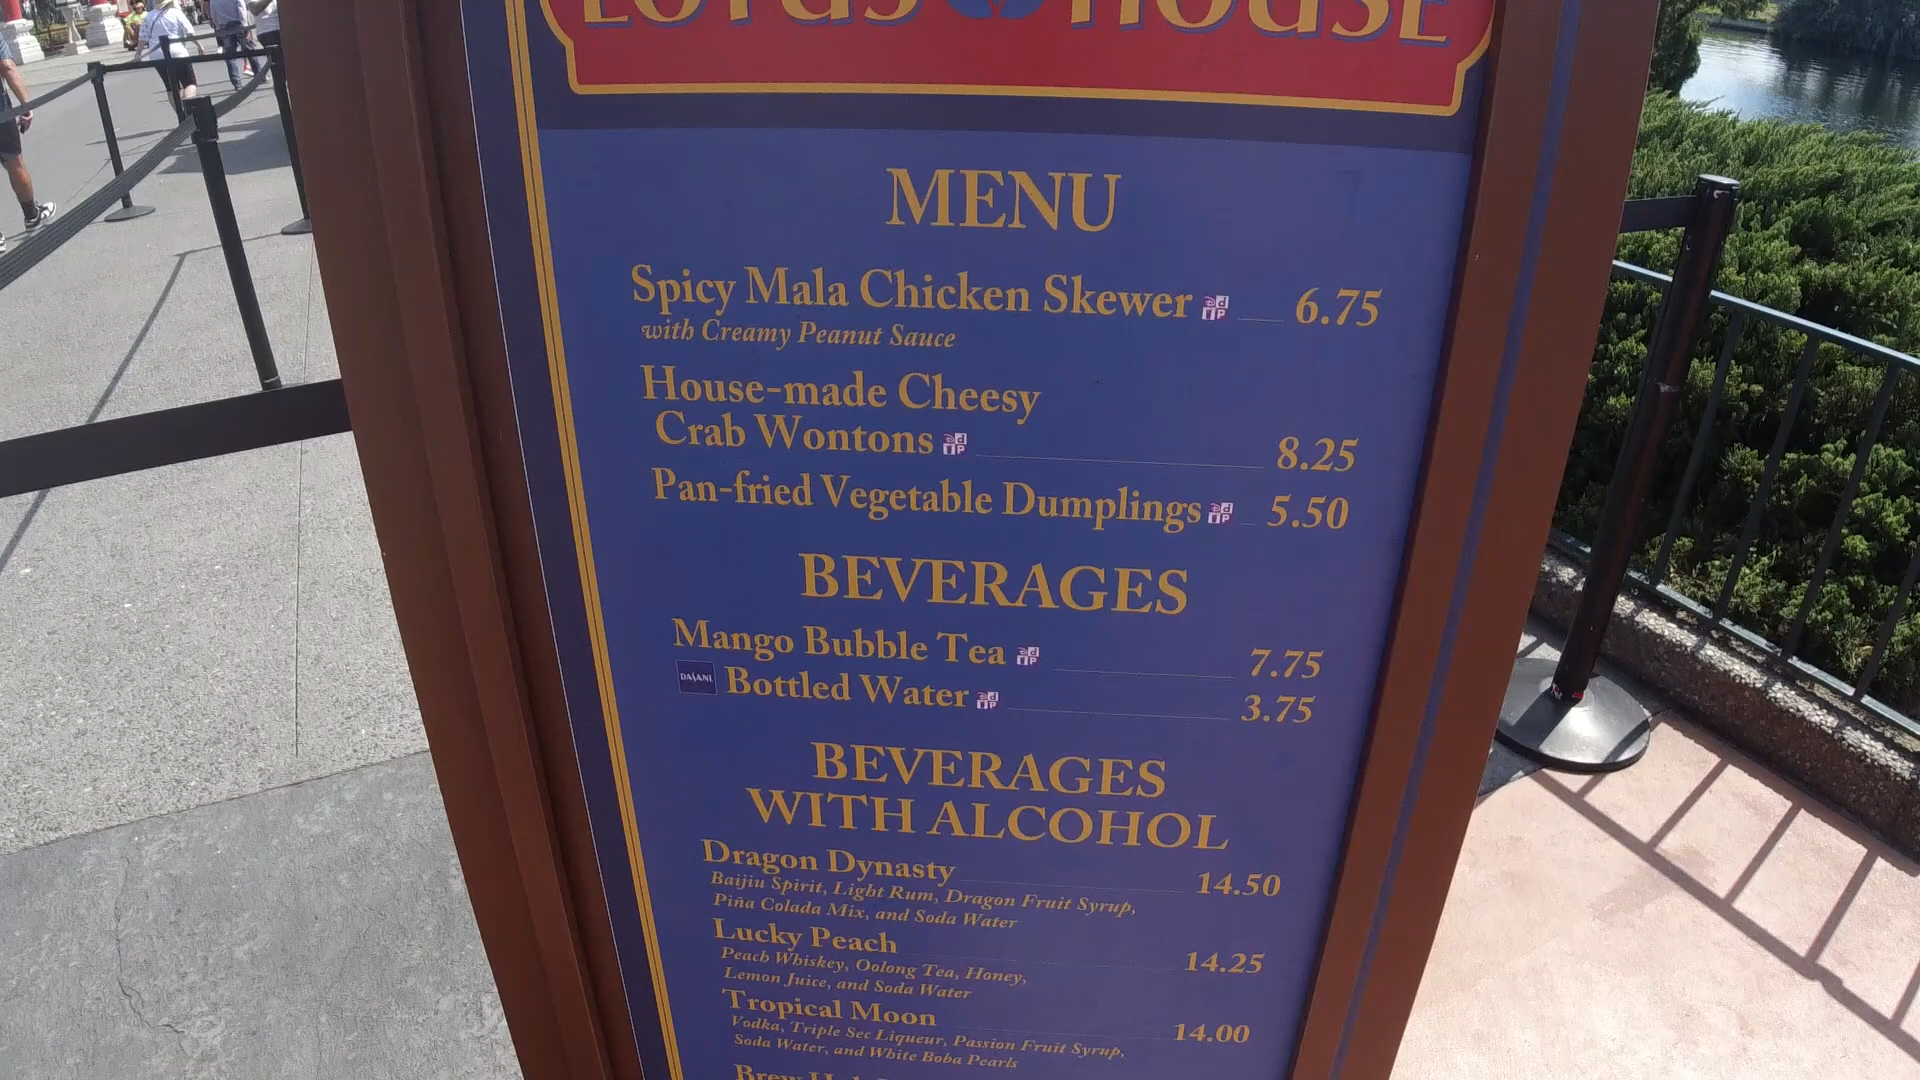 LOTUS HOUSE
MENU
Spicy Mala Chicken Skewer 6.75
with Creamy Peanut Sauce
House-made Cheesy
Crab Wontons 8.25
Pan-fried Vegetable Dumplings 5.50
BEVERAGES
Mango Bubble Tea 7.75
DASANI Bottled Water 3.75
BEVERAGES
WITH ALCOHOL
Dragon Dynasty 14.50
Baijiu Spirit, Light Rum, Dragon Fruit Syrup,
Piña Colada Mix, and Soda Water
Lucky Peach 14.25
Peach Whiskey, Oolong Tea, Honey,
Lemon Juice, and Soda Water
Tropical Moon 14.00
Vodka, Triple Sec Liqueur, Passion Fruit Syrup,
Soda Water, and White Boba Pearls